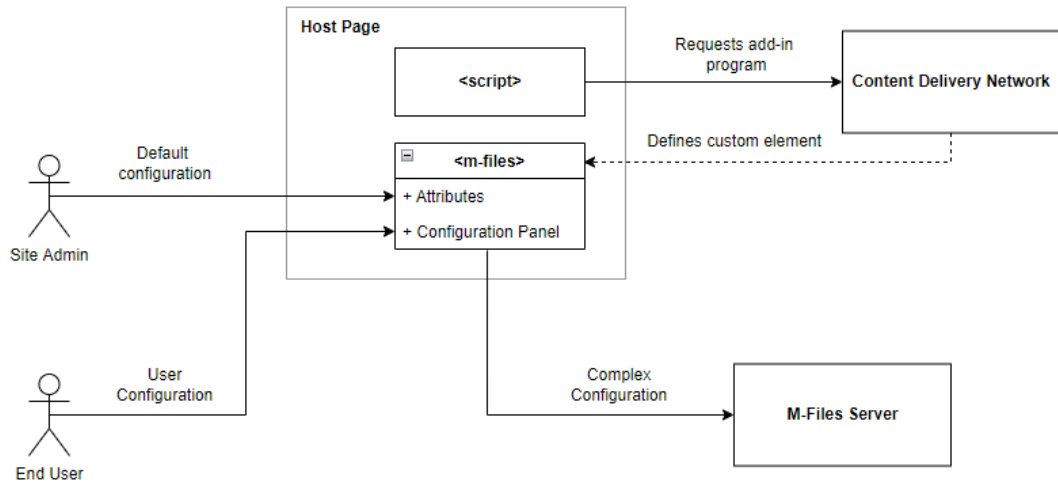 Host Page
<script>
Requests add-in
program
Content Delivery Network
Defines custom element
<m-files>
+ Attributes
+ Configuration Panel
Default
configuration
Site Admin
User
Configuration
End User
Complex
Configuration
M-Files Server